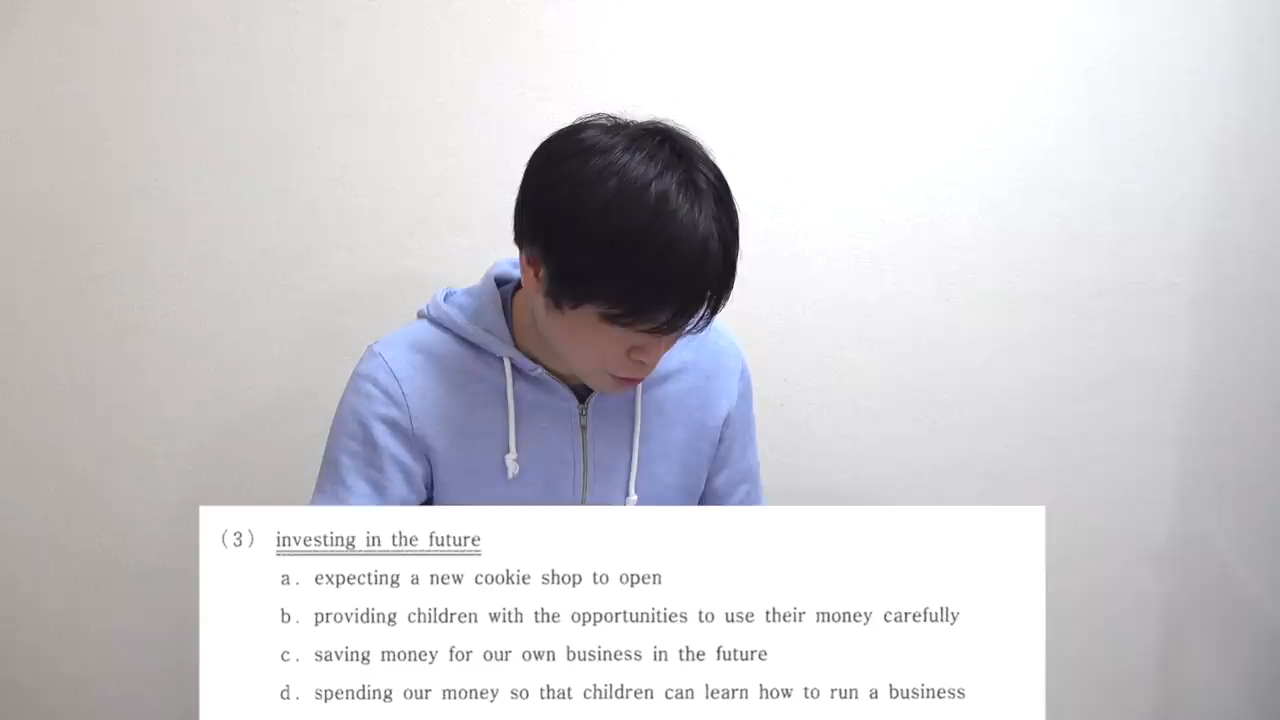 (3) investing in the future
a. expecting a new cookie shop to open
b. providing children with the opportunities to use their money carefully
c. saving money for our own business in the future
d. spending our money so that children can learn how to run a business